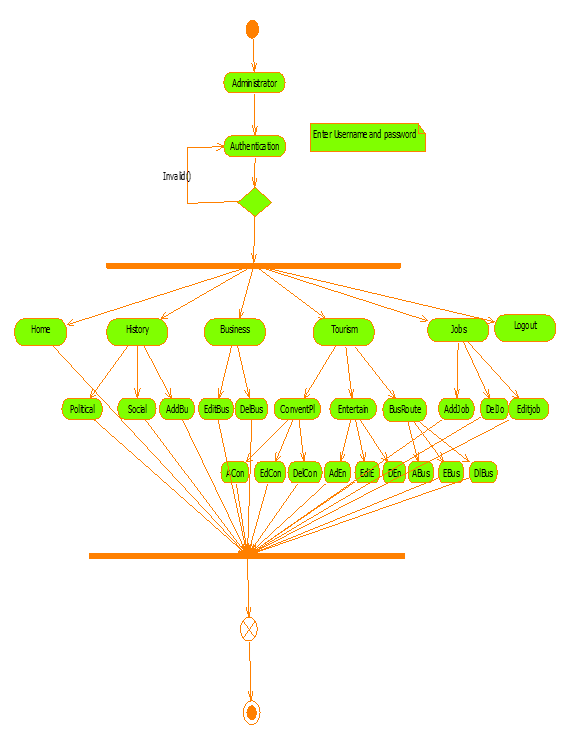 Administrator
Enter Username and password
Authentication
Invalid()
Home
History
Business
Tourism
Jobs
Logout
Political
Social
AddBu
EditBus
DelBus
ConventPl
Entertain
BusRoute
AddJob
DelJo
Editjob
ACon
EdCon
DelCon
AdEn
EdiE
DEn
ABus
EBus
DlBus